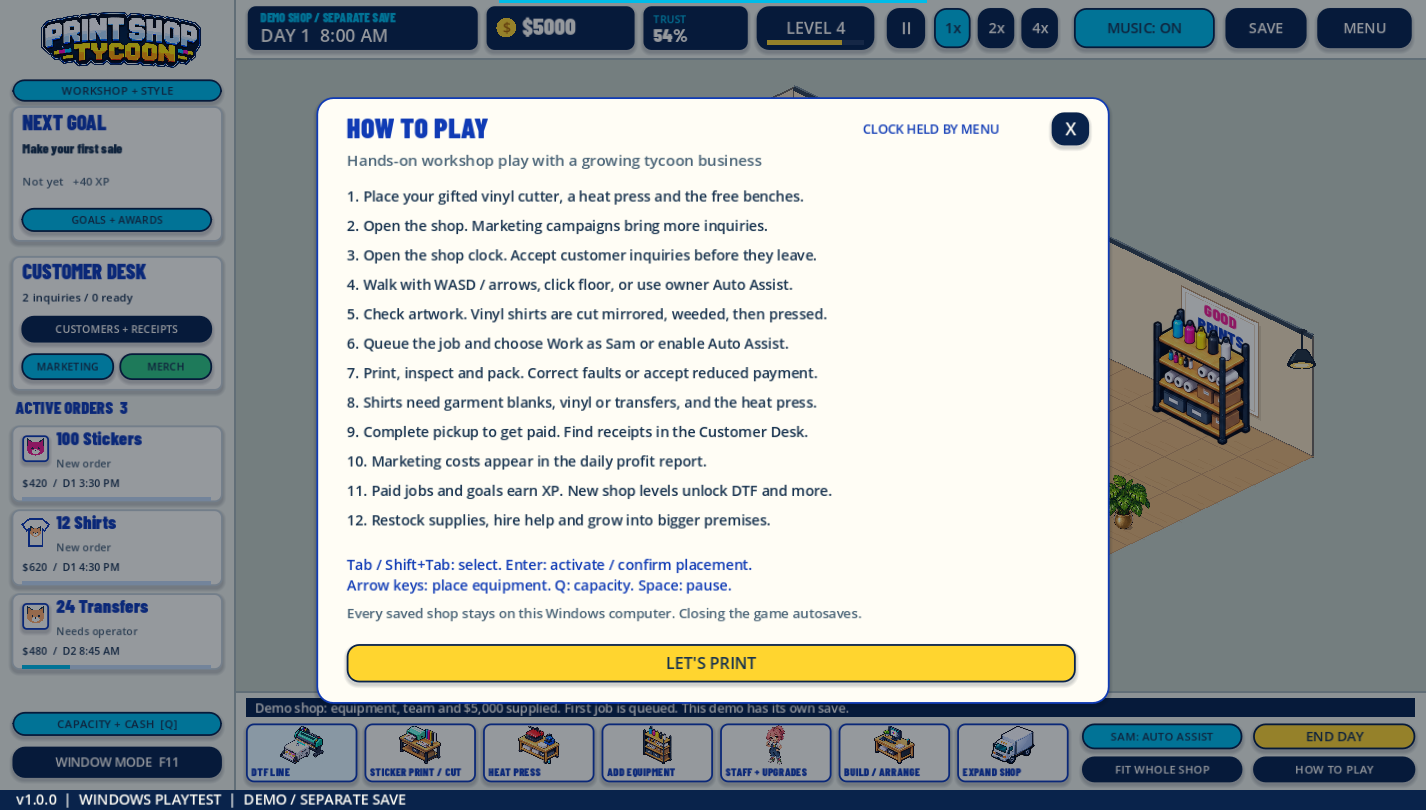 PRINT SHOP
TYCOON
DEMO SHOP / SEPARATE SAVE
DAY 1 8:00 AM
$ $5000
TRUST
54%
LEVEL 4
II
1x
2x
4x
MUSIC: ON
SAVE
MENU
WORKSHOP + STYLE
NEXT GOAL
Make your first sale
Not yet +40 XP
GOALS + AWARDS
CUSTOMER DESK
2 inquiries / 0 ready
CUSTOMERS + RECEIPTS
MARKETING
MERCH
ACTIVE ORDERS 3
100 Stickers
New order
$420 / D1 3:30 PM
12 Shirts
New order
$620 / D1 4:30 PM
24 Transfers
Needs operator
$480 / D2 8:45 AM
CAPACITY + CASH [Q]
WINDOW MODE F11
HOW TO PLAY
CLOCK HELD BY MENU
X
Hands-on workshop play with a growing tycoon business
1. Place your gifted vinyl cutter, a heat press and the free benches.
2. Open the shop. Marketing campaigns bring more inquiries.
3. Open the shop clock. Accept customer inquiries before they leave.
4. Walk with WASD / arrows, click floor, or use owner Auto Assist.
5. Check artwork. Vinyl shirts are cut mirrored, weeded, then pressed.
6. Queue the job and choose Work as Sam or enable Auto Assist.
7. Print, inspect and pack. Correct faults or accept reduced payment.
8. Shirts need garment blanks, vinyl or transfers, and the heat press.
9. Complete pickup to get paid. Find receipts in the Customer Desk.
10. Marketing costs appear in the daily profit report.
11. Paid jobs and goals earn XP. New shop levels unlock DTF and more.
12. Restock supplies, hire help and grow into bigger premises.
Tab / Shift+Tab: select. Enter: activate / confirm placement.
Arrow keys: place equipment. Q: capacity. Space: pause.
Every saved shop stays on this Windows computer. Closing the game autosaves.
LET'S PRINT
GOOD
PRINTS
Demo shop: equipment, team and $5,000 supplied. First job is queued. This demo has its own save.
DTF LINE
STICKER PRINT / CUT
HEAT PRESS
ADD EQUIPMENT
STAFF + UPGRADES
BUILD / ARRANGE
EXPAND SHOP
SAM: AUTO ASSIST
END DAY
FIT WHOLE SHOP
HOW TO PLAY
v1.0.0 | WINDOWS PLAYTEST | DEMO / SEPARATE SAVE